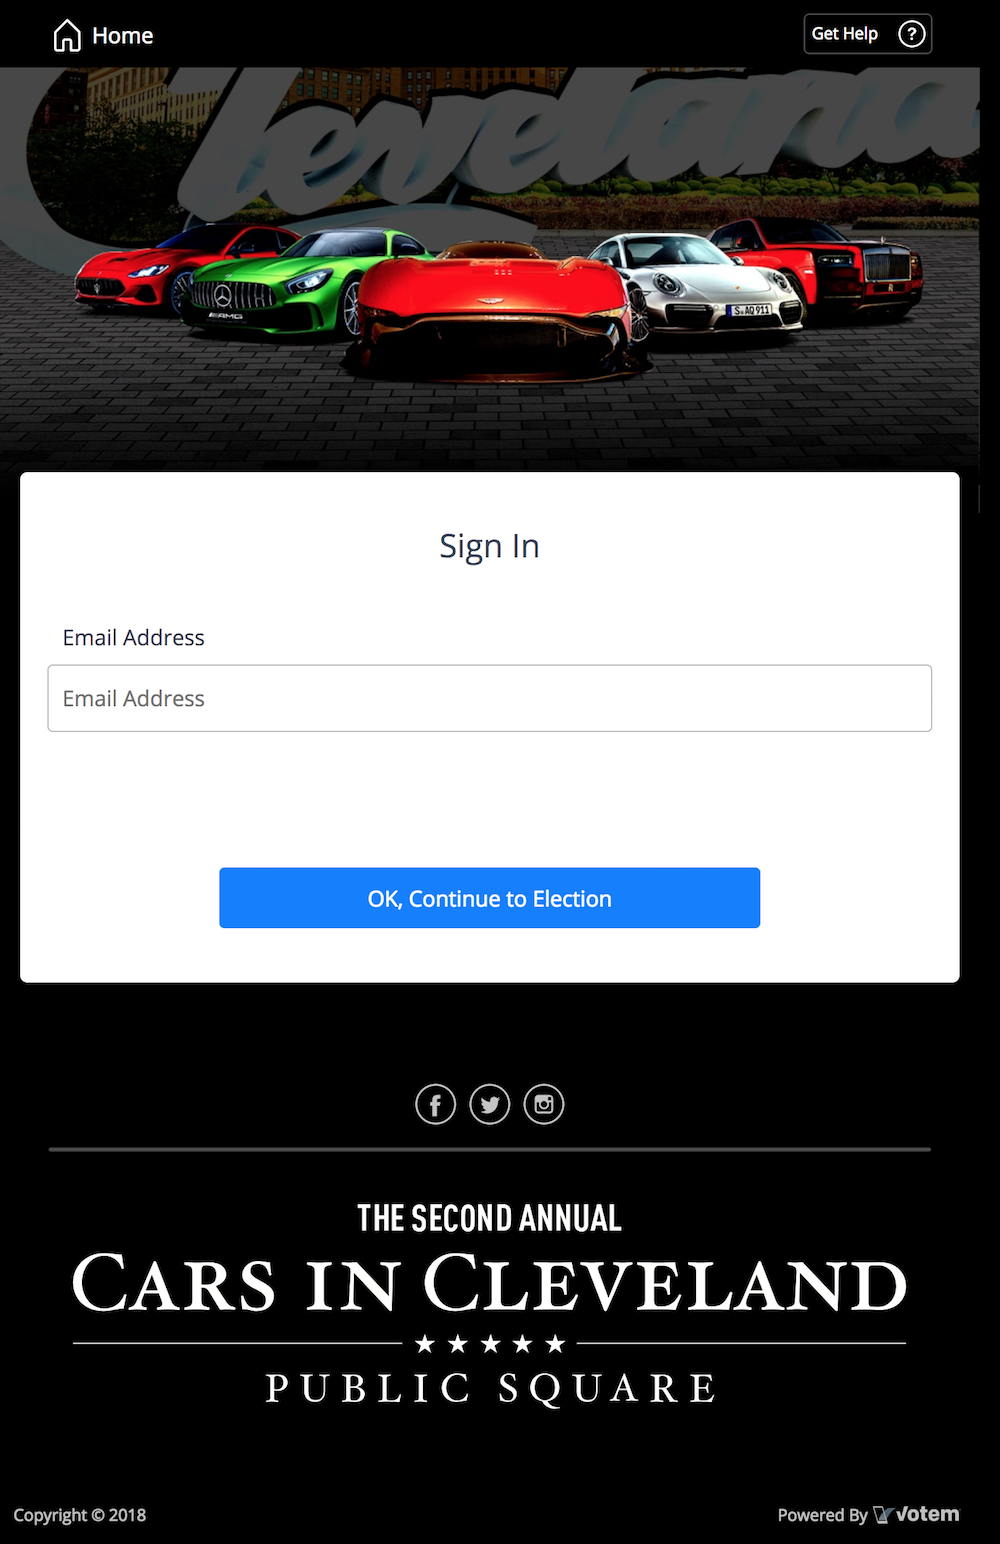 Home
Get Help ?
Cleveland
AMG
S AQ 911
Sign In
Email Address
Email Address
OK, Continue to Election
THE SECOND ANNUAL
CARS IN CLEVELAND
PUBLIC SQUARE
Copyright © 2018
Powered By Votem